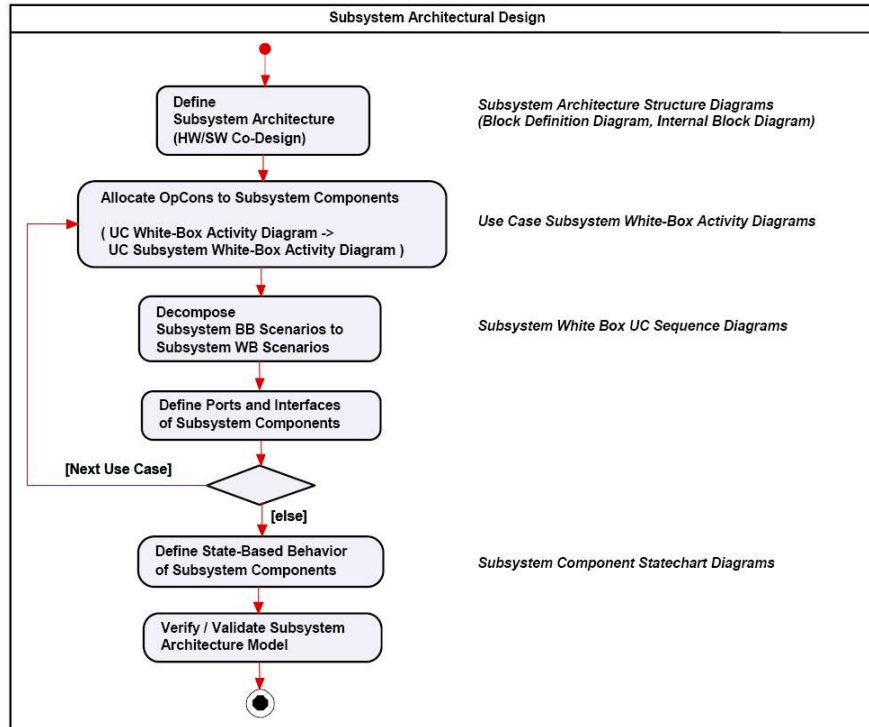 Subsystem Architectural Design
Define
Subsystem Architecture
(HW/SW Co-Design)
Subsystem Architecture Structure Diagrams
(Block Definition Diagram, Internal Block Diagram)
Allocate OpCons to Subsystem Components
( UC White-Box Activity Diagram ->
UC Subsystem White-Box Activity Diagram )
Use Case Subsystem White-Box Activity Diagrams
Decompose
Subsystem BB Scenarios to
Subsystem WB Scenarios
Subsystem White Box UC Sequence Diagrams
Define Ports and Interfaces
of Subsystem Components
[Next Use Case]
[else]
Define State-Based Behavior
of Subsystem Components
Subsystem Component Statechart Diagrams
Verify / Validate Subsystem
Architecture Model